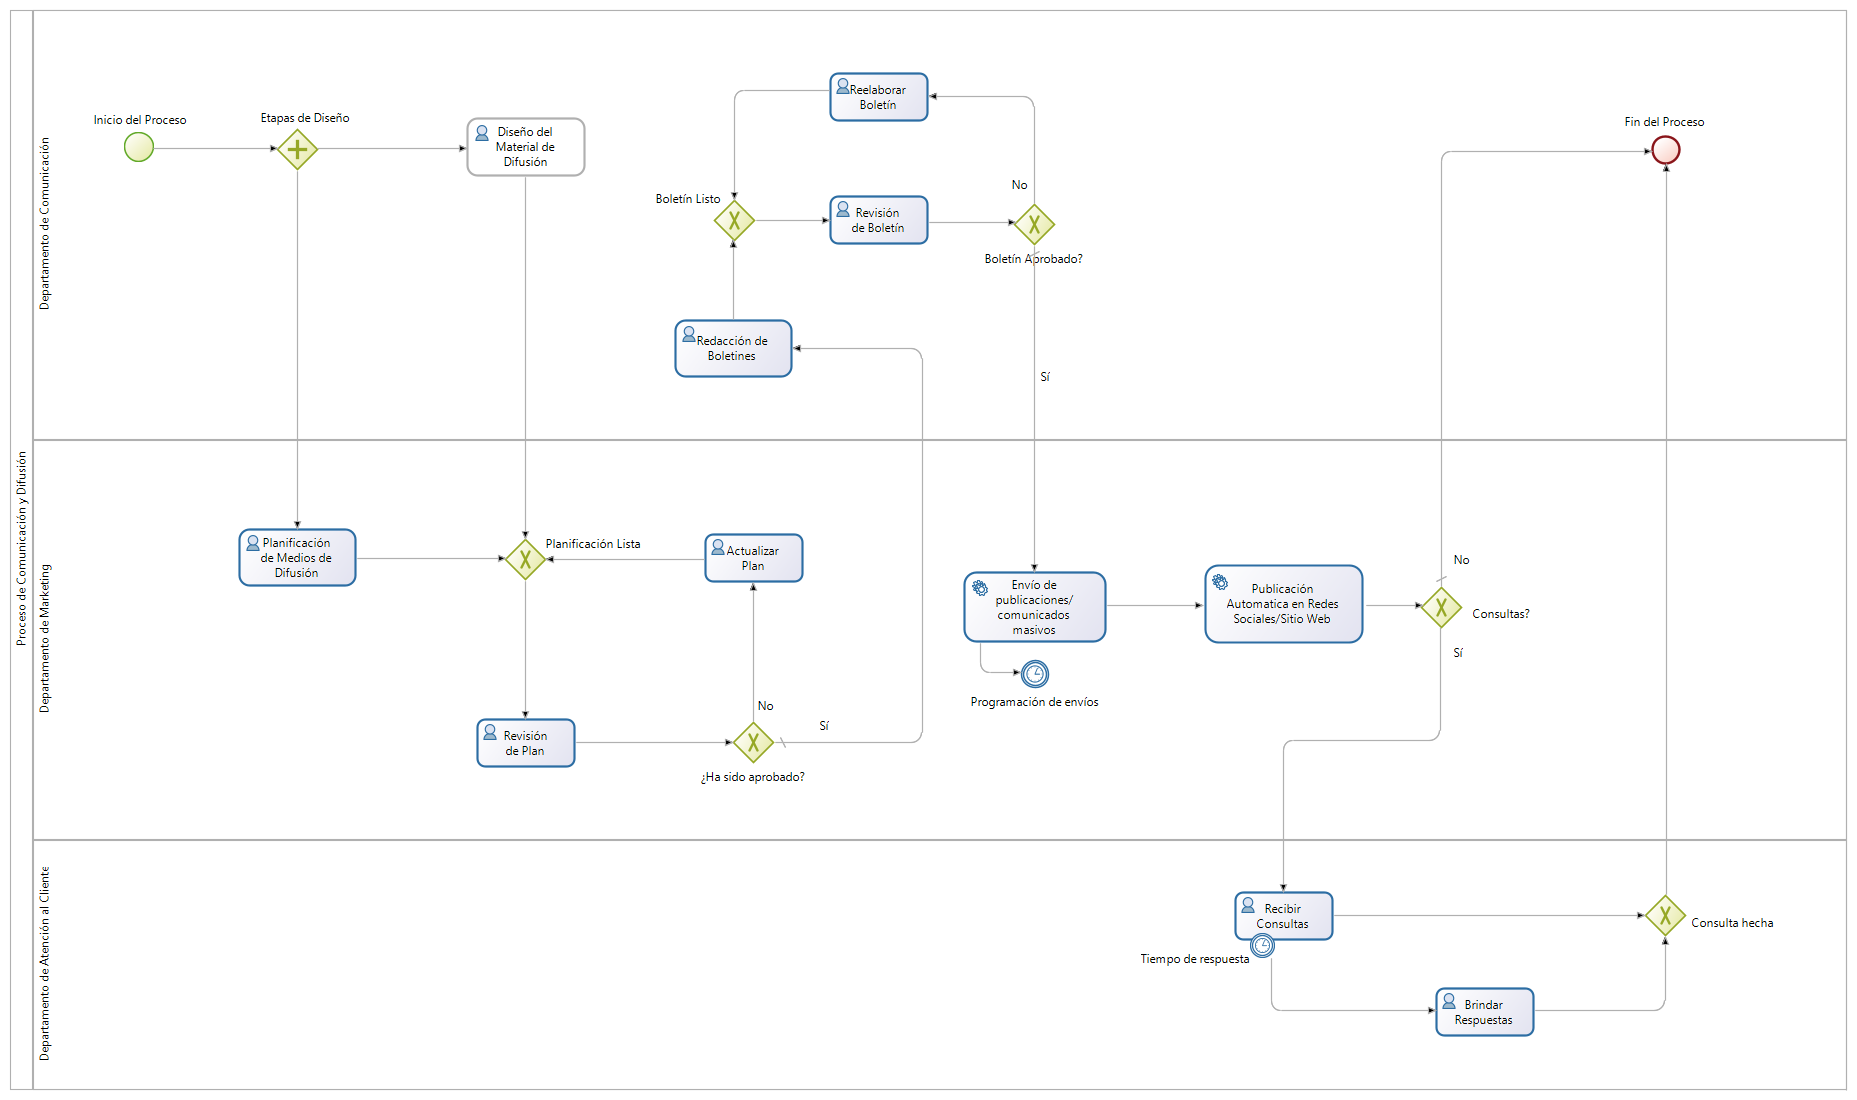 Proceso de Comunicación y Difusión
Departamento de Comunicación
Inicio del Proceso
Etapas de Diseño
Diseño del
Material de
Difusión
Reelaborar
Boletín
Boletín Listo
Revisión
de Boletín
No
Boletín Aprobado?
Redacción de
Boletines
Sí
Fin del Proceso
Departamento de Marketing
Planificación
de Medios de
Difusión
Planificación Lista
Actualizar
Plan
Revisión
de Plan
No
Sí
¿Ha sido aprobado?
Envío de
publicaciones/
comunicados
masivos
Programación de envíos
Publicación
Automatica en Redes
Sociales/Sitio Web
No
Consultas?
Sí
Departamento de Atención al Cliente
Recibir
Consultas
Tiempo de respuesta
Brindar
Respuestas
Consulta hecha